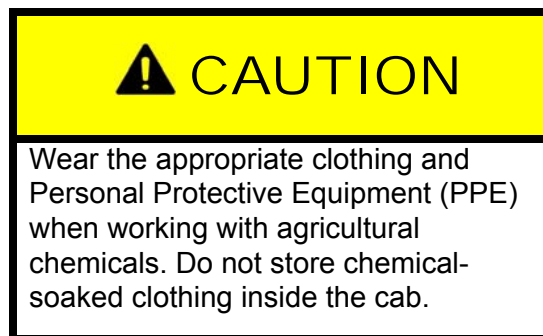 CAUTION
Wear the appropriate clothing and
Personal Protective Equipment (PPE)
when working with agricultural
chemicals. Do not store chemical-
soaked clothing inside the cab.